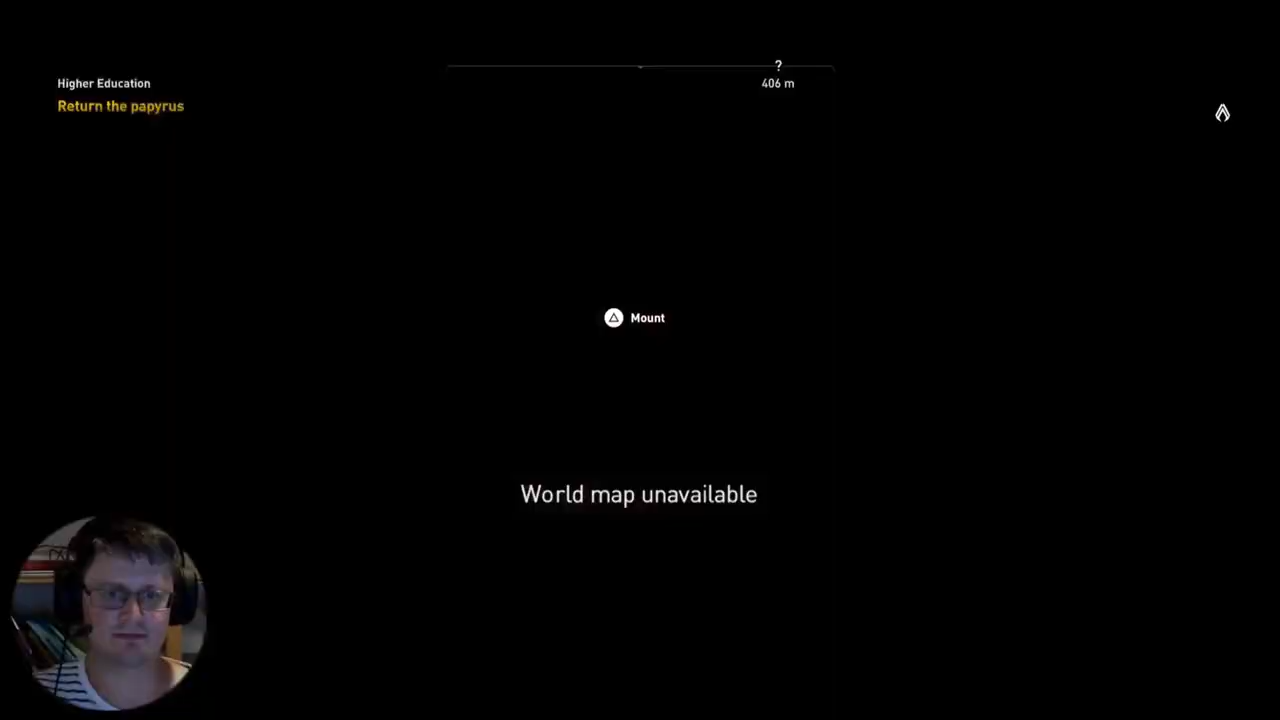 ?
406 m
Higher Education
Return the papyrus
Mount
World map unavailable